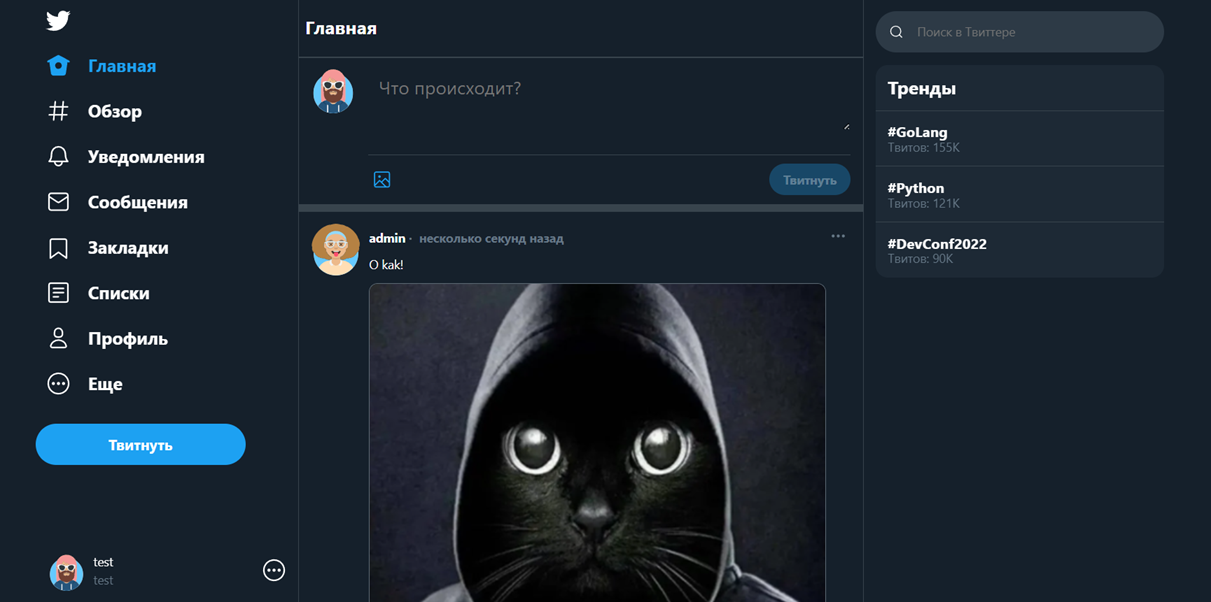 Главная
Обзор
Уведомления
Сообщения
Закладки
Списки
Профиль
Еще
Твитнуть
test
test
Главная
Что происходит?
Твитнуть
admin · несколько секунд назад
O kak!
Поиск в Твиттере
Тренды
#GoLang
Твитов: 155K
#Python
Твитов: 121K
#DevConf2022
Твитов: 90K